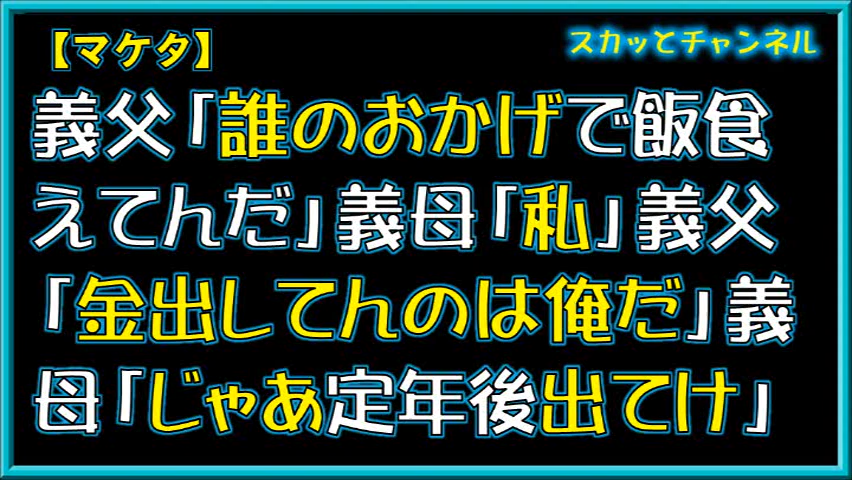 【マケタ】
スカッとチャンネル
義父「誰のおかげで飯食
えてんだ」義母「私」義父
「金出してんのは俺だ」義
母「じゃあ定年後出てけ」